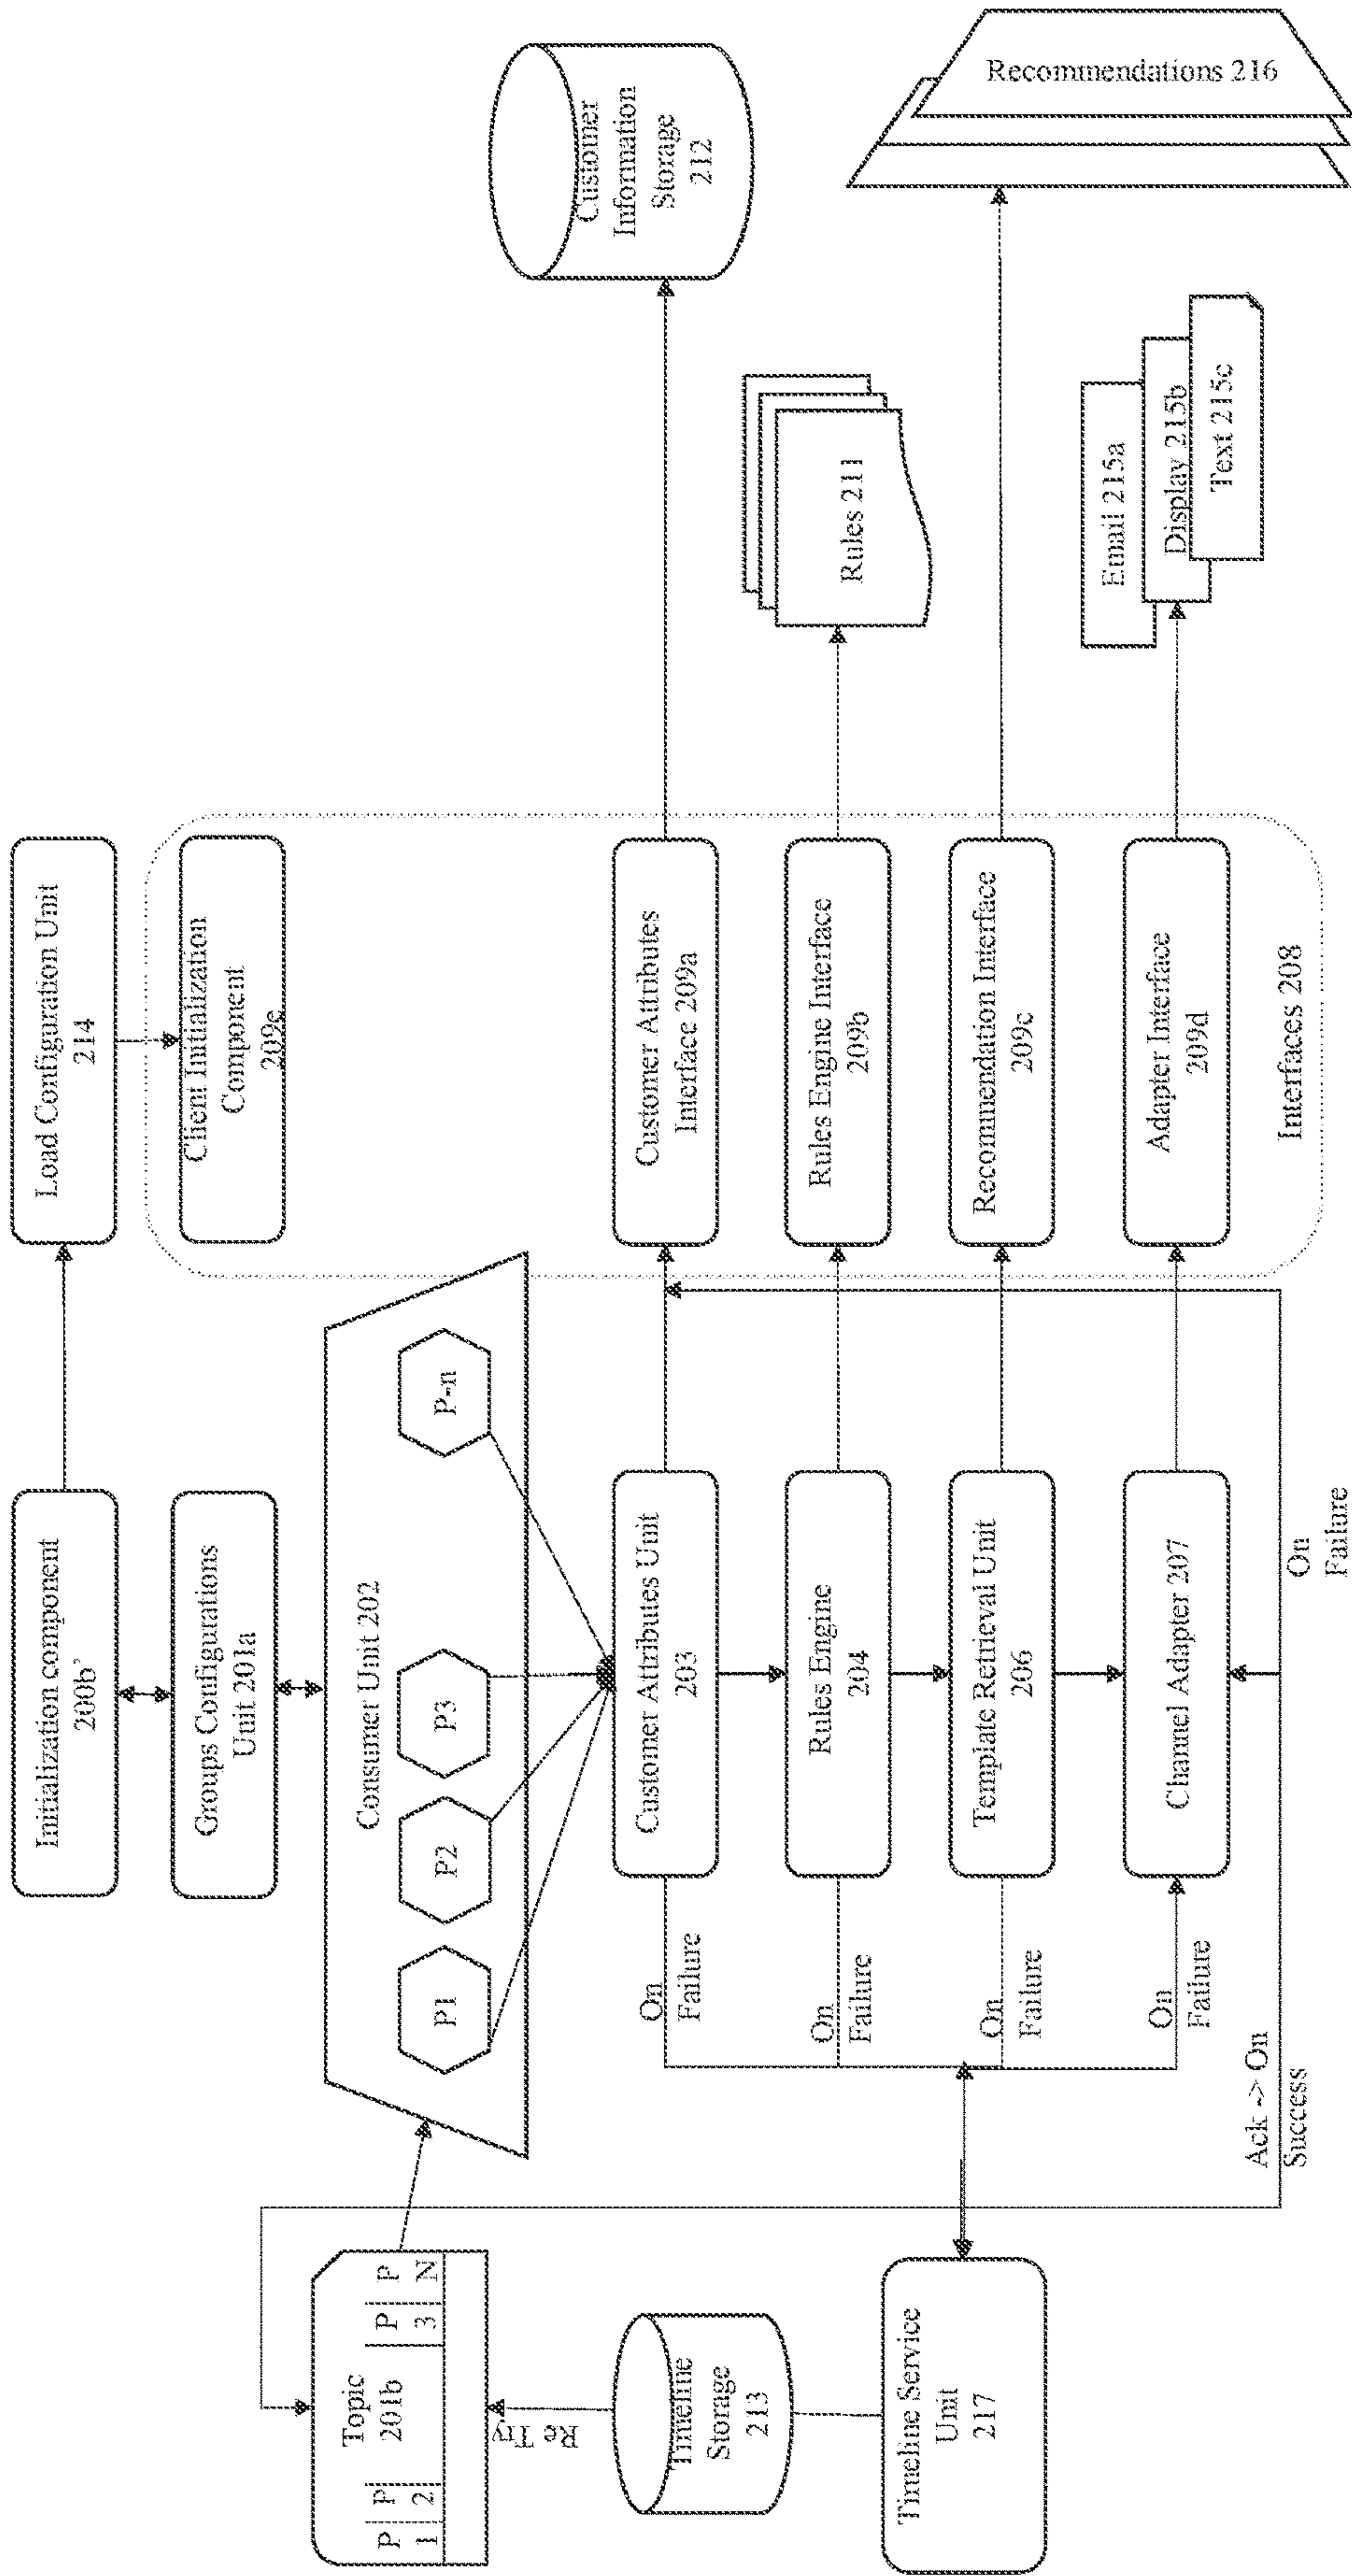 Initialization component
200b'
Load Configuration Unit
214
Groups Configurations
Unit 201a
Client Initialization
Component
209e
Consumer Unit 202
P1
P2
P3
P-n
Topic
201b
P
1
P
2
P
3
P
N
Re Try
Timeline
Storage
213
Timeline Service
Unit
217
Customer Attributes Unit
203
Customer Attributes
Interface 209a
Customer
Information
Storage
212
On
Failure
Rules Engine
204
Rules Engine Interface
209b
Rules 211
On
Failure
Template Retrieval Unit
206
Recommendation Interface
209c
Recommendations 216
On
Failure
Channel Adapter 207
Adapter Interface
209d
Email 215a
Display 215b
Text 215c
On
Failure
Ack -> On
Success
On
Failure
Interfaces 208